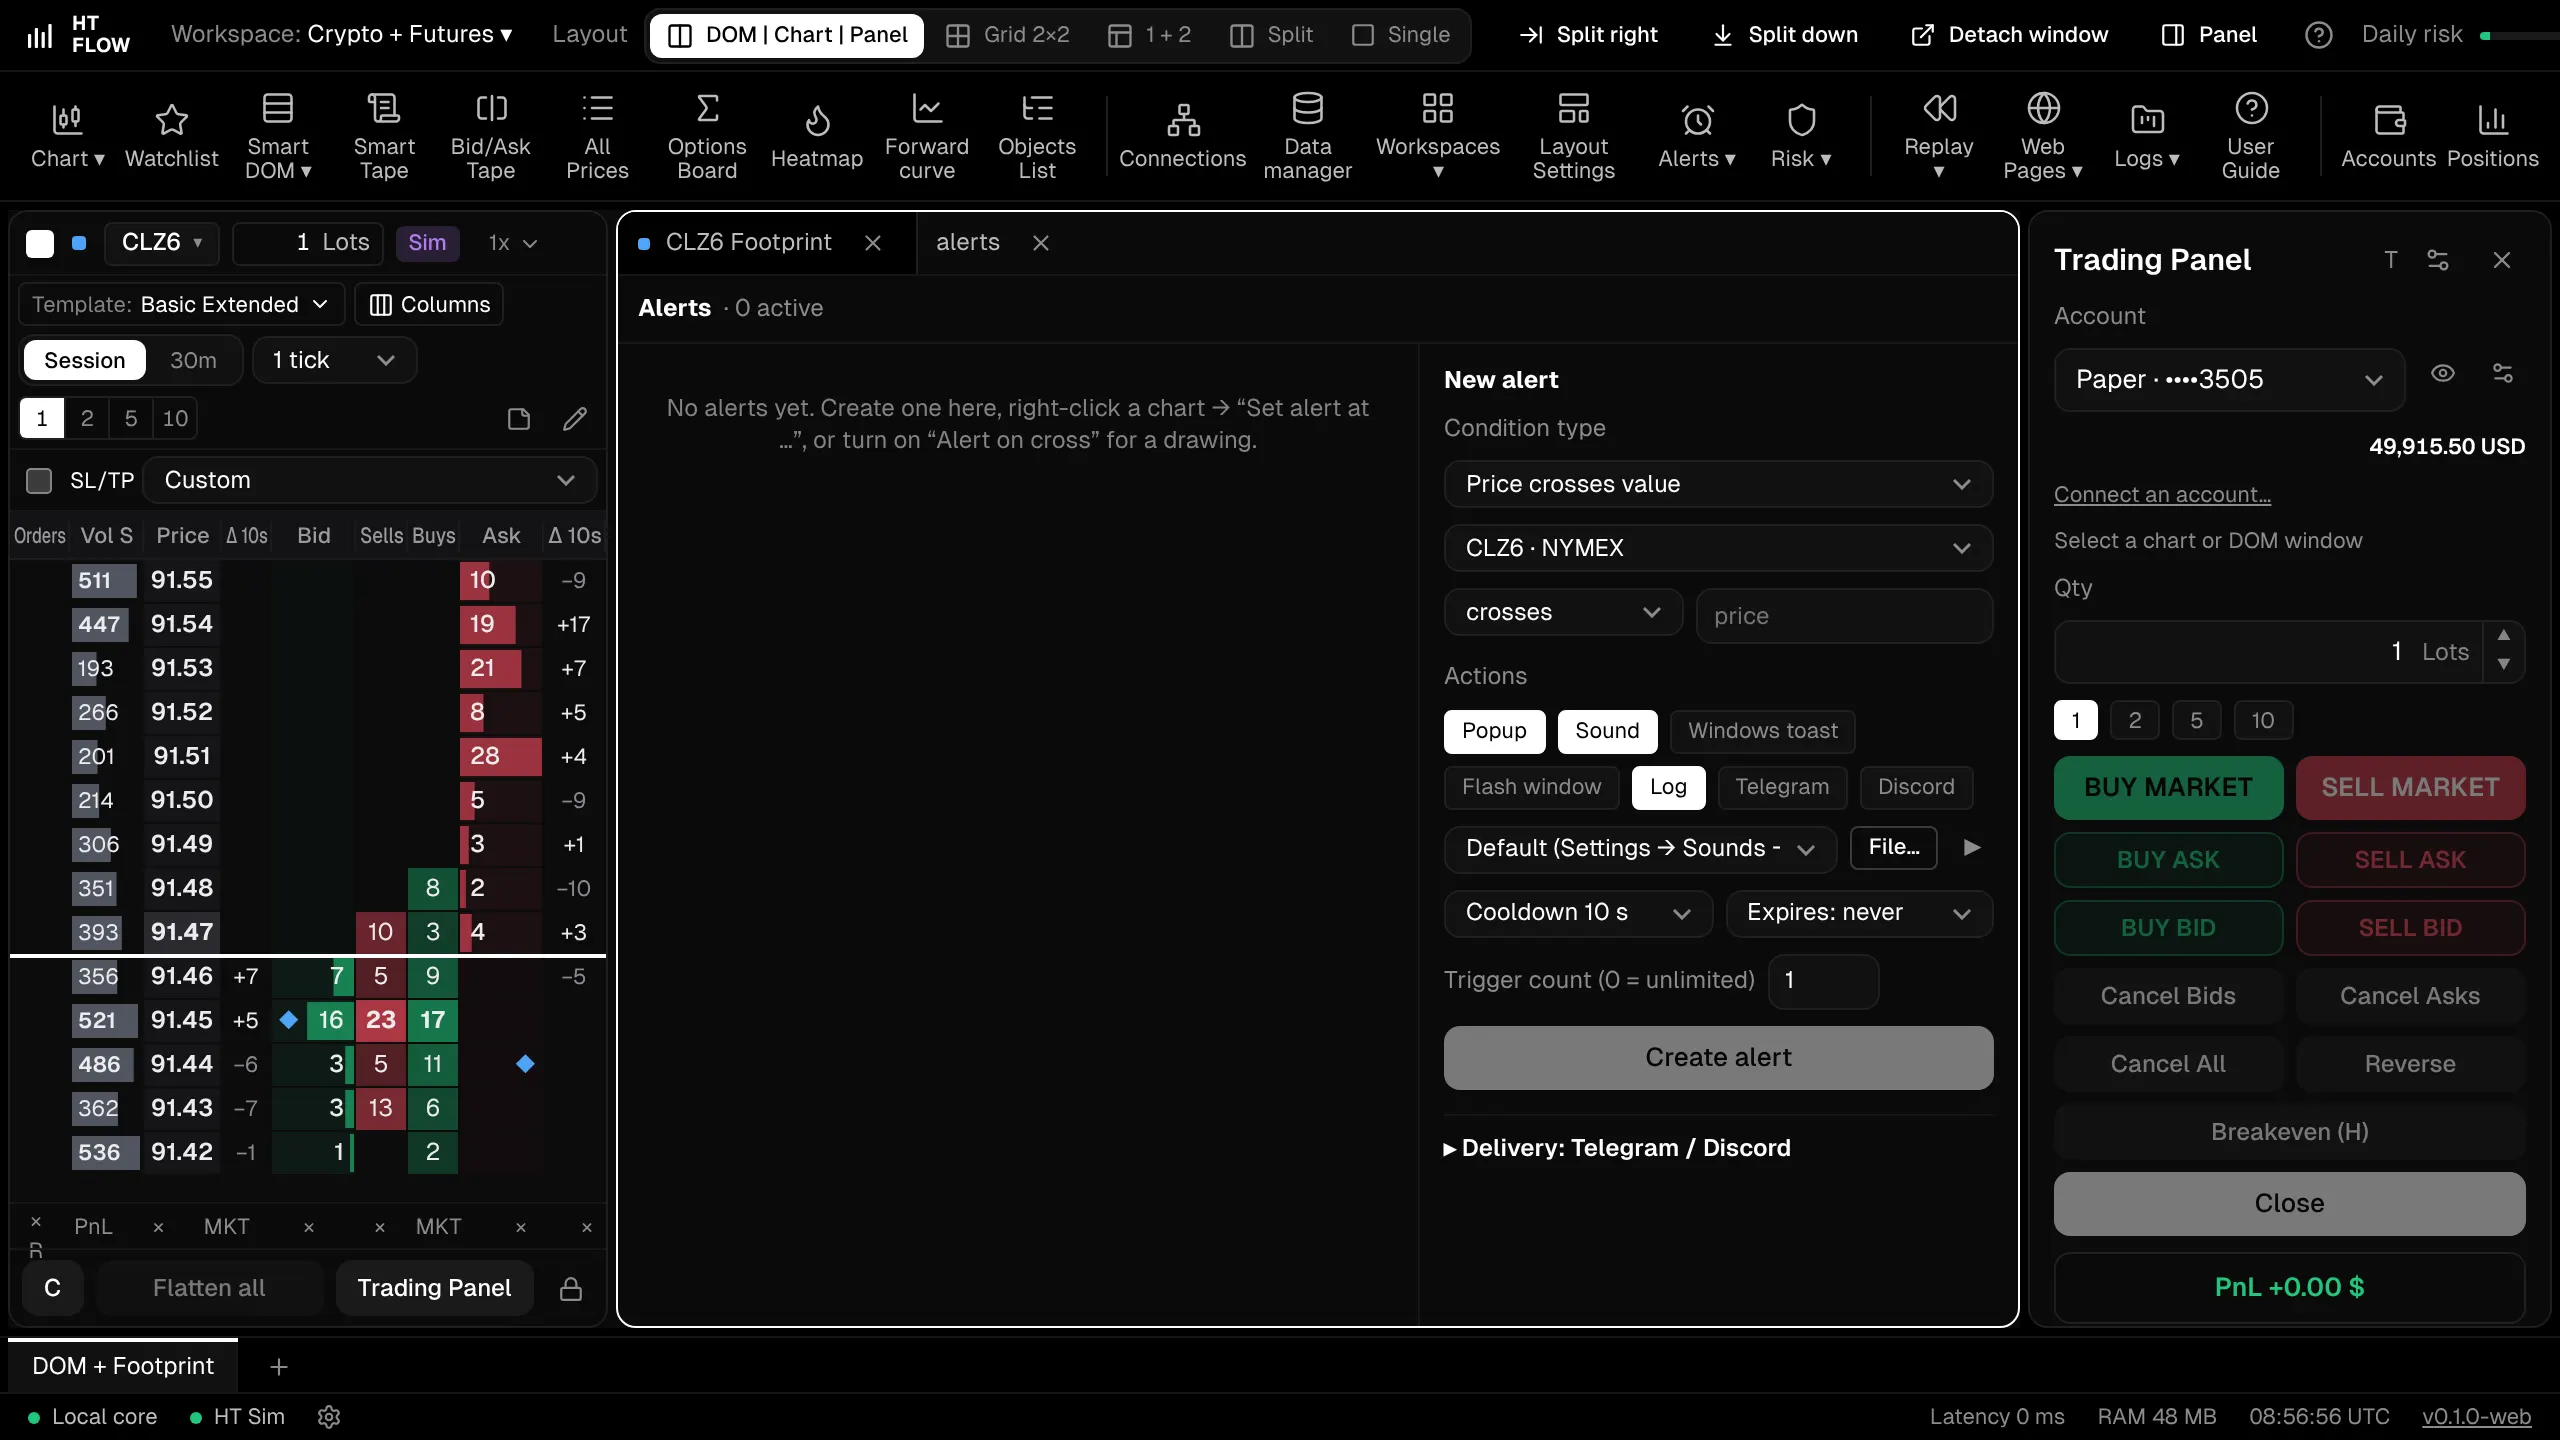 HT FLOW
Workspace: Crypto + Futures ▾
Layout
DOM | Chart | Panel
Grid 2×2
1 + 2
Split
Single
Split right
Split down
Detach window
Panel
Daily risk
Chart ▾
Watchlist
Smart DOM ▾
Smart Tape
Bid/Ask Tape
All Prices
Options Board
Heatmap
Forward curve
Objects List
Connections
Data manager
Workspaces ▾
Layout Settings
Alerts ▾
Risk ▾
Replay ▾
Web Pages ▾
Logs ▾
User Guide
Accounts
Positions
CLZ6 ▾
1 Lots
Sim
1x
Template: Basic Extended
Columns
Session
30m
1 tick
1 2 5 10
SL/TP
Custom
Orders Vol S Price Δ 10s Bid Sells Buys Ask Δ 10s
511 91.55 10 −9
447 91.54 19 +17
193 91.53 21 +7
266 91.52 8 +5
201 91.51 28 +4
214 91.50 5 −9
306 91.49 3 +1
351 91.48 8 2 −10
393 91.47 10 3 4 +3
356 91.46 +7 7 5 9 −5
521 91.45 +5 16 23 17
486 91.44 −6 3 5 11
362 91.43 −7 3 13 6
536 91.42 −1 1 2
× PnL × MKT × × MKT × ×
C
Flatten all
Trading Panel
CLZ6 Footprint
alerts
Alerts · 0 active
No alerts yet. Create one here, right-click a chart → “Set alert at
…”, or turn on “Alert on cross” for a drawing.
New alert
Condition type
Price crosses value
CLZ6 · NYMEX
crosses
price
Actions
Popup
Sound
Windows toast
Flash window
Log
Telegram
Discord
Default (Settings → Sounds -
File…
Cooldown 10 s
Expires: never
Trigger count (0 = unlimited) 1
Create alert
▸ Delivery: Telegram / Discord
Trading Panel
T
Account
Paper · ••••3505
49,915.50 USD
Connect an account…
Select a chart or DOM window
Qty
1 Lots
1 2 5 10
BUY MARKET
SELL MARKET
BUY ASK
SELL ASK
BUY BID
SELL BID
Cancel Bids
Cancel Asks
Cancel All
Reverse
Breakeven (H)
Close
PnL +0.00 $
DOM + Footprint
+
Local core
HT Sim
Latency 0 ms
RAM 48 MB
08:56:56 UTC
v0.1.0-web